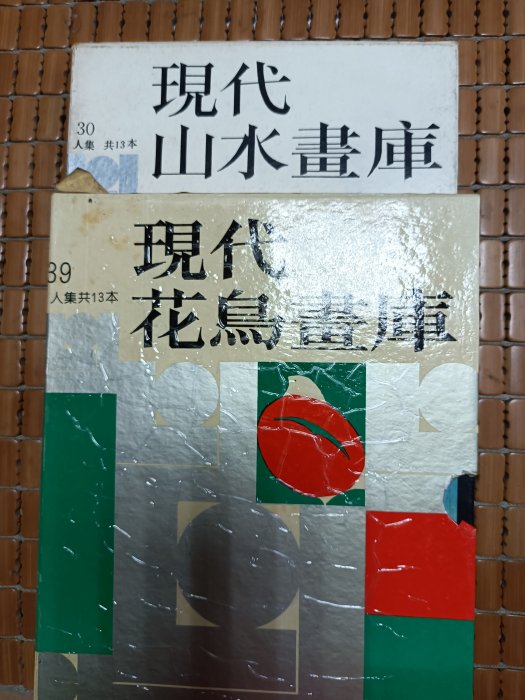 現代
山水畫庫
30
人集 共13本
現代
花鳥畫庫
39
人集共13本